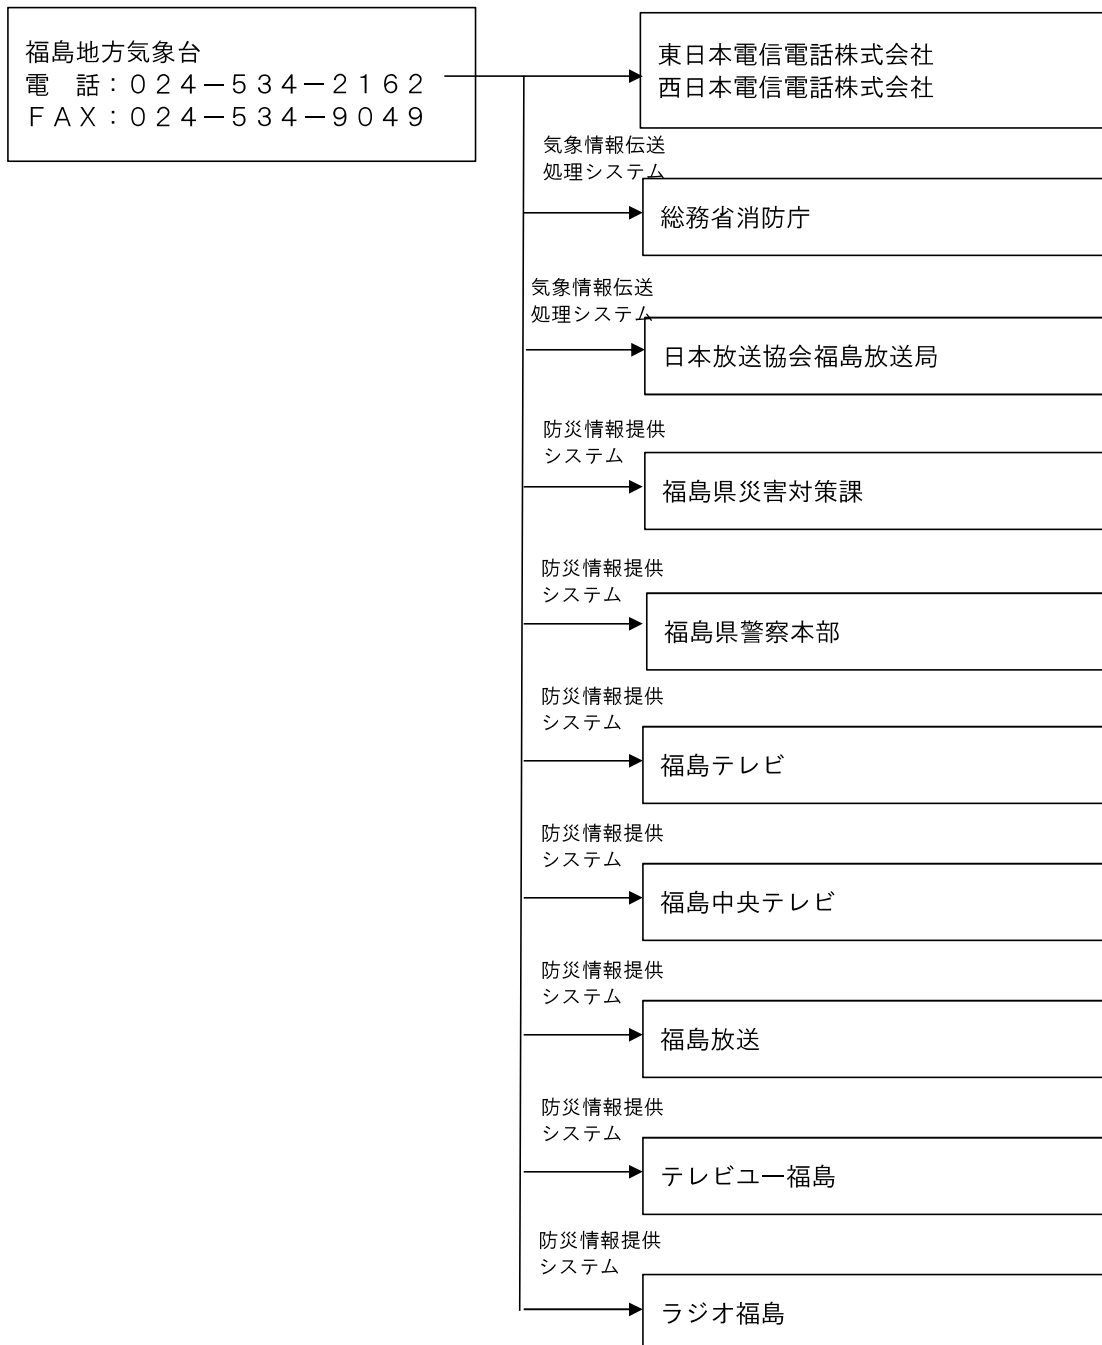 福島地方気象台
電　話：０２４－５３４－２１６２
ＦＡＸ：０２４－５３４－９０４９
東日本電信電話株式会社
西日本電信電話株式会社
気象情報伝送
処理システム
総務省消防庁
気象情報伝送
処理システム
日本放送協会福島放送局
防災情報提供
システム
福島県災害対策課
防災情報提供
システム
福島県警察本部
防災情報提供
システム
福島テレビ
防災情報提供
システム
福島中央テレビ
防災情報提供
システム
福島放送
防災情報提供
システム
テレビユー福島
防災情報提供
システム
ラジオ福島